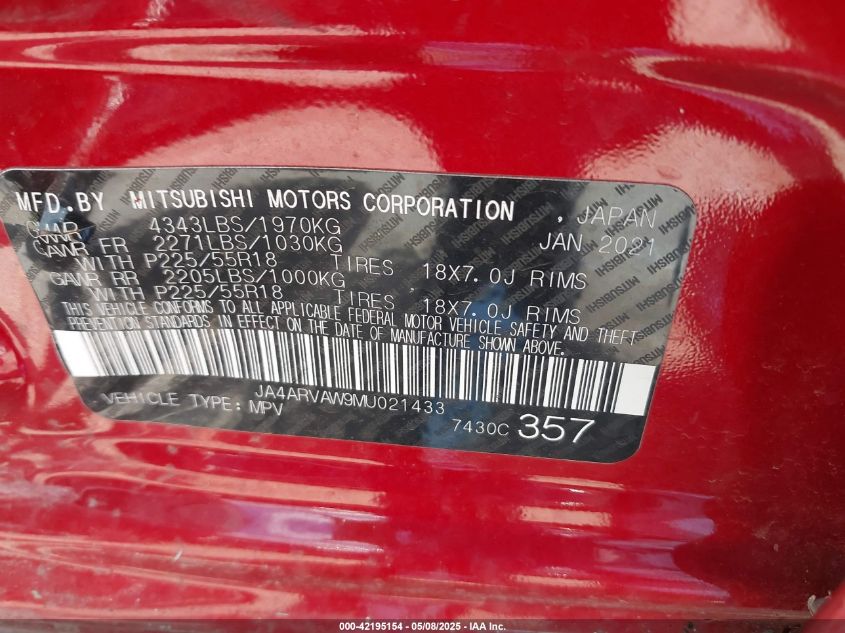 MFD.BY MITSUBISHI MOTORS CORPORATION , JAPAN
GVWR 4343LBS/1970KG JAN 2021
GAWR FR 2271LBS/1030KG
WITH P225/55R18 TIRES 18X7.0J RIMS
GAWR RR 2205LBS/1000KG
WITH P225/55R18 TIRES 18X7.0J RIMS
THIS VEHICLE CONFORMS TO ALL APPLICABLE FEDERAL MOTOR VEHICLE SAFETY AND THEFT
PREVENTION STANDARDS IN EFFECT ON THE DATE OF MANUFACTURE SHOWN ABOVE.
JA4ARVAW9MU021433
VEHICLE TYPE: MPV
7430C 357
000-42195154 - 05/08/2025 - IAA Inc.